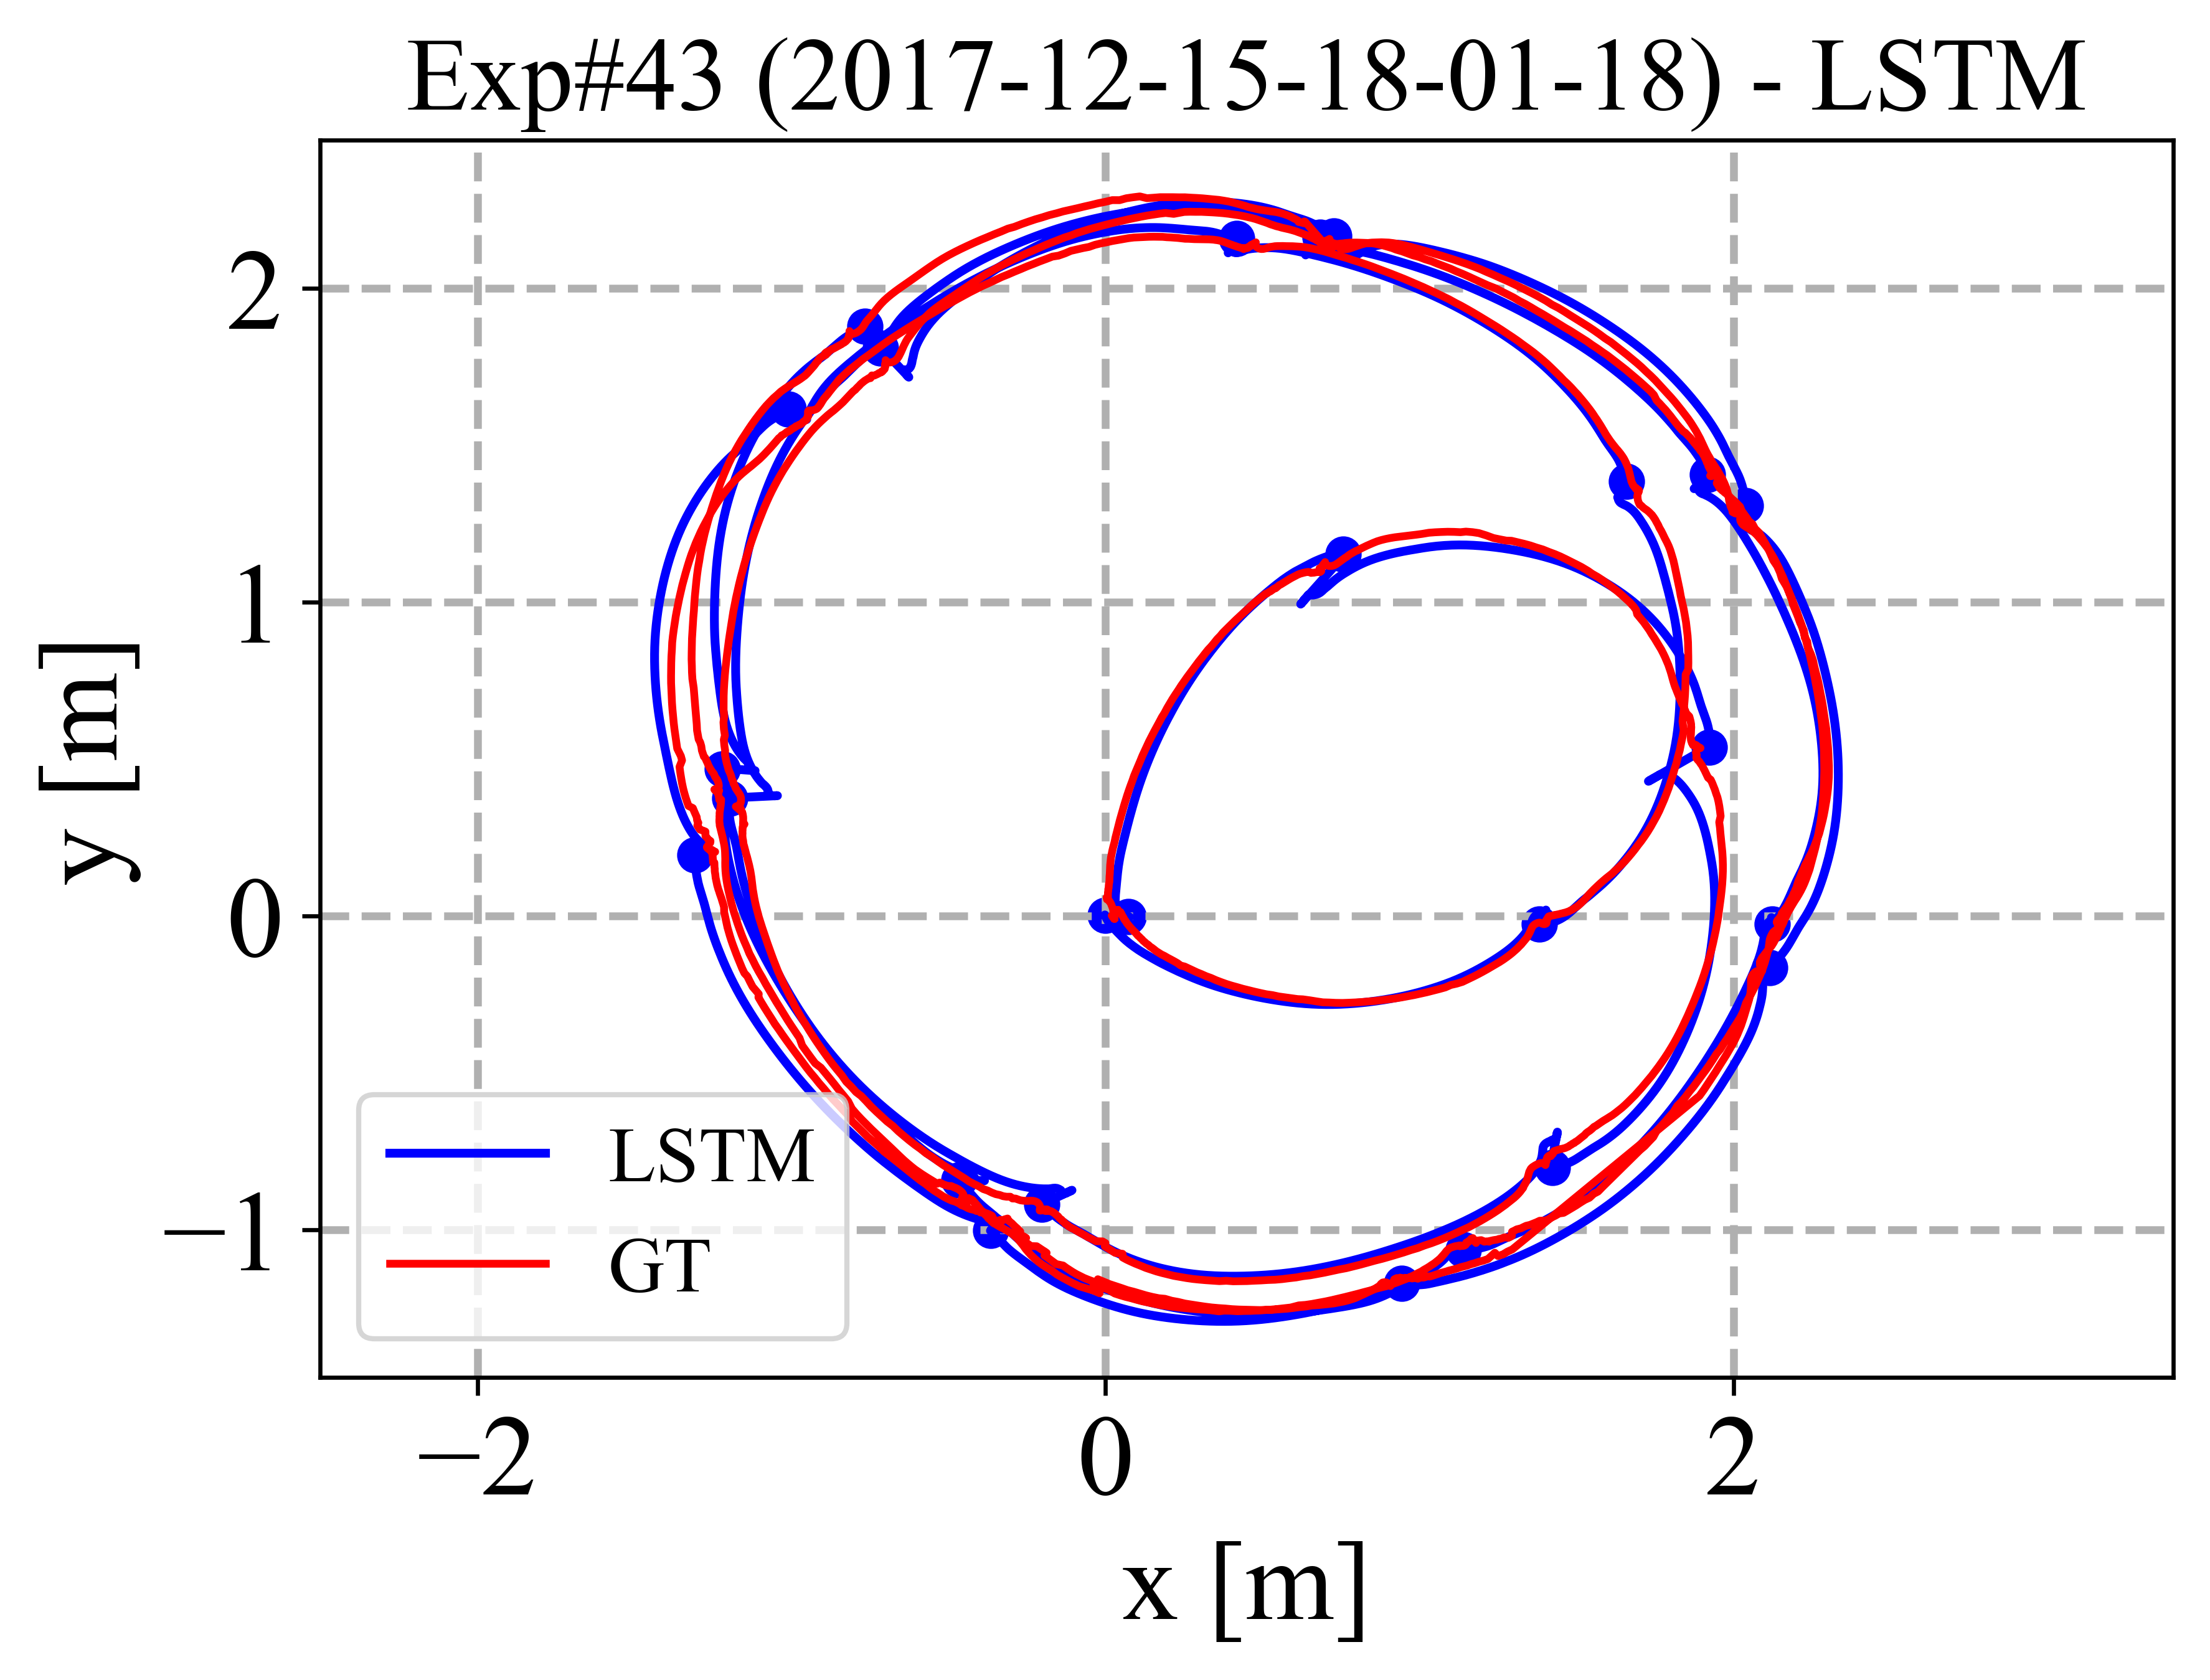 Exp#43 (2017-12-15-18-01-18) - LSTM
y [m]
2
1
0
−1
LSTM
GT
−2
0
2
x [m]